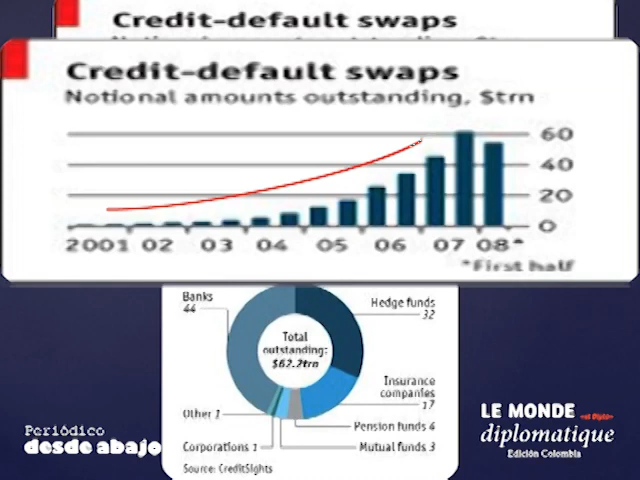 Credit-default swaps
Credit-default swaps
Notional amounts outstanding, $trn
60
40
20
0
2001 02 03 04 05 06 07 08*
*First half
Banks
44
Hedge funds
32
Total
outstanding:
$62.2trn
Insurance
companies
17
Other 1
Pension funds 4
Corporations 1
Mutual funds 3
Source: CreditSights
Periódico
desde abajo
LE MONDE
diplomatique
Edición Colombia